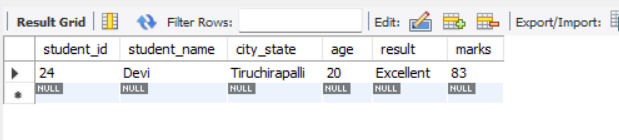 Result Grid Filter Rows: Edit: Export/Import:
student_id student_name city_state age result marks
24 Devi Tiruchirapalli 20 Excellent 83
NULL NULL NULL NULL NULL NULL